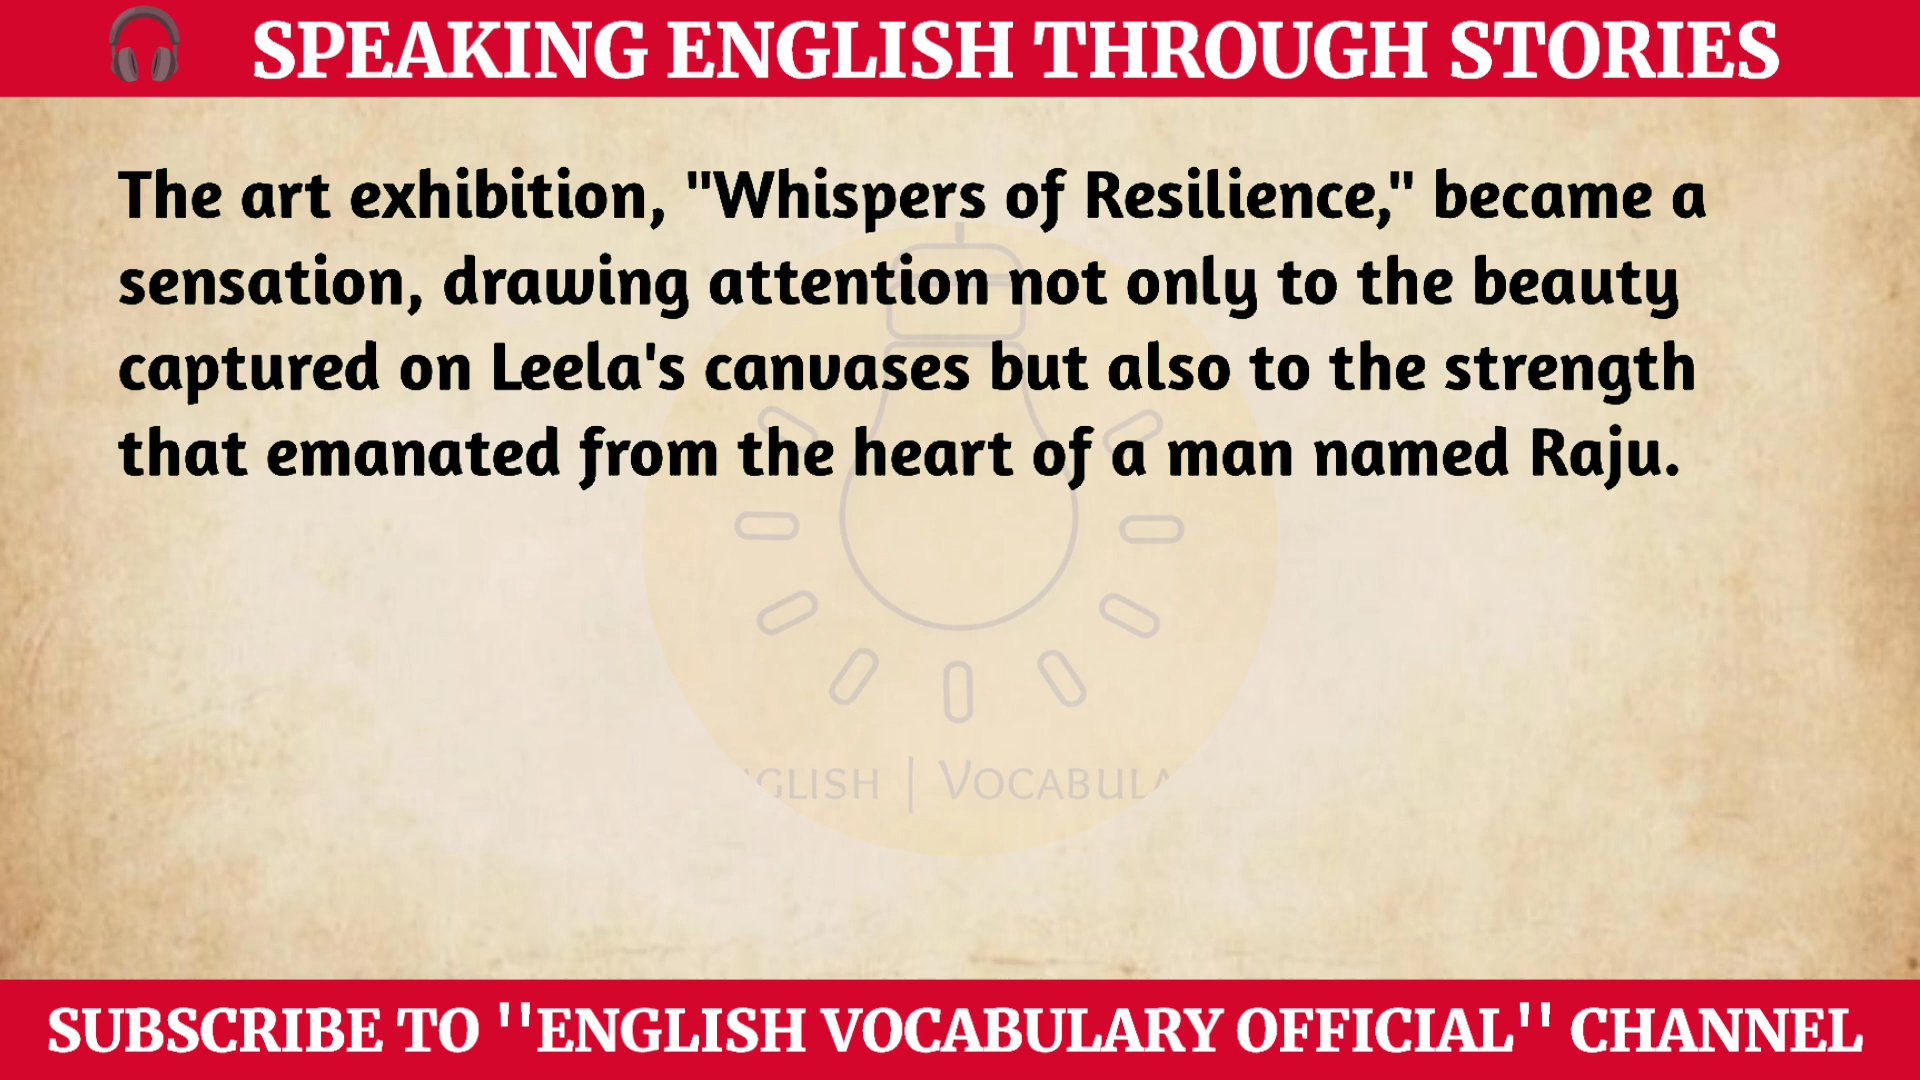 SPEAKING ENGLISH THROUGH STORIES
The art exhibition, "Whispers of Resilience," became a
sensation, drawing attention not only to the beauty
captured on Leela's canvases but also to the strength
that emanated from the heart of a man named Raju.
GLISH | VOCABULA
SUBSCRIBE TO ''ENGLISH VOCABULARY OFFICIAL'' CHANNEL